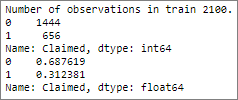 Number of observations in train 2100.
0    1444
1     656
Name: Claimed, dtype: int64
0    0.687619
1    0.312381
Name: Claimed, dtype: float64